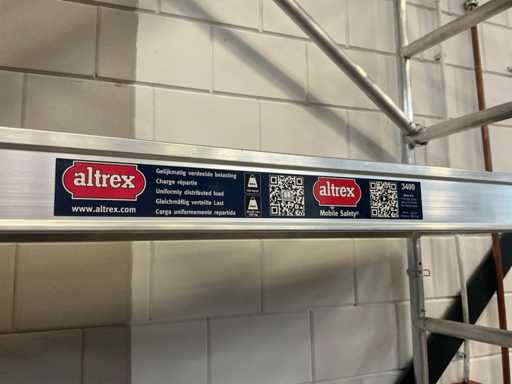 altrex
www.altrex.com
Gelijkmatig verdeelde belasting
Charge répartie
Uniformly distributed load
Gleichmäßig verteilte Last
Carga uniformemente repartida
altrex
Mobile Safety®
3400